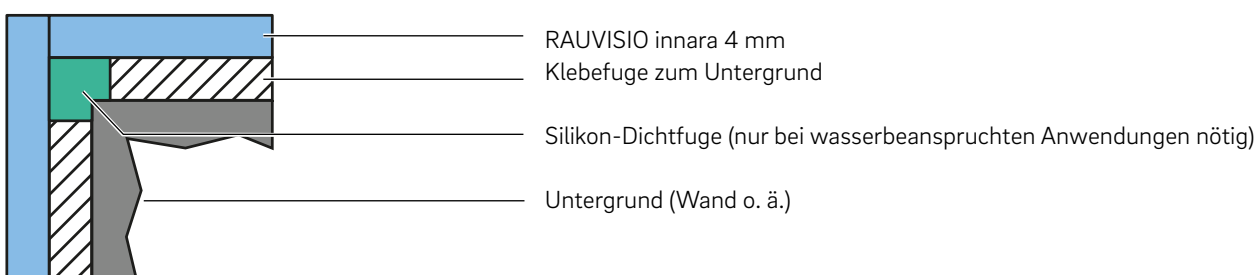 RAUVISIO innara 4 mm
Klebefuge zum Untergrund
Silikon-Dichtfuge (nur bei wasserbeanspruchten Anwendungen nötig)
Untergrund (Wand o. ä.)